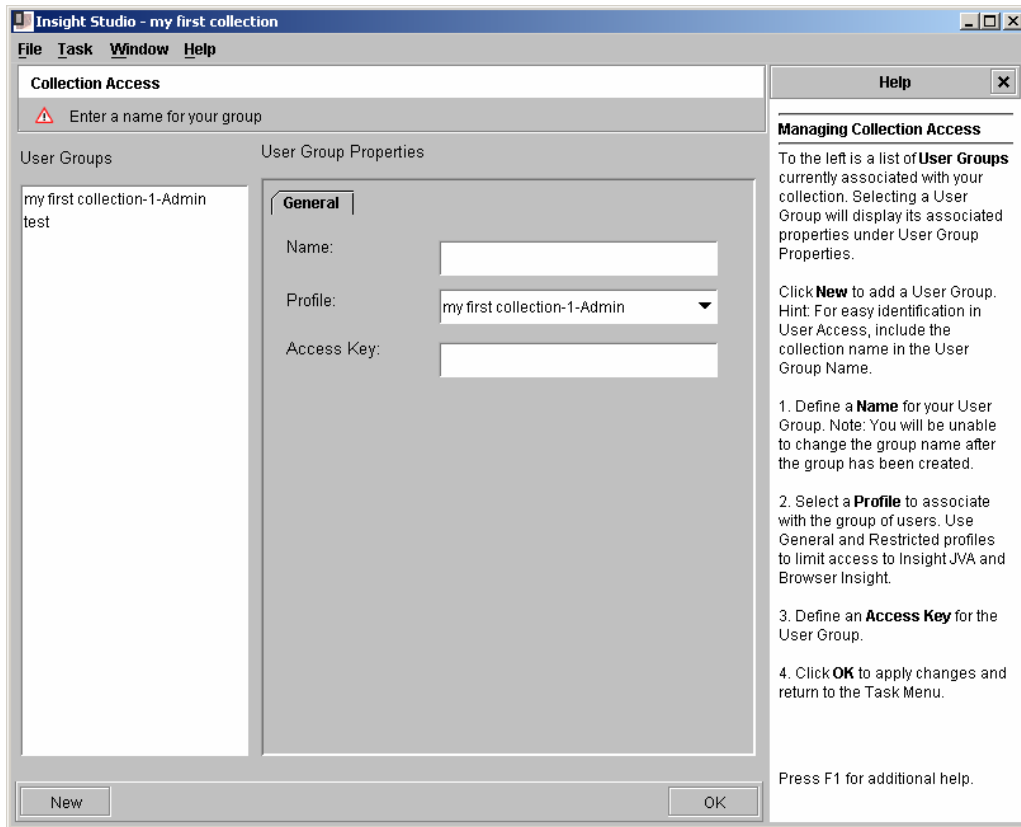 Insight Studio - my first collection
File Task Window Help
Collection Access
Enter a name for your group
User Groups
my first collection-1-Admin
test
User Group Properties
General
Name:
Profile:
my first collection-1-Admin
Access Key:
New
OK
Help
Managing Collection Access
To the left is a list of User Groups
currently associated with your
collection. Selecting a User
Group will display its associated
properties under User Group
Properties.
Click New to add a User Group.
Hint: For easy identification in
User Access, include the
collection name in the User
Group Name.
1. Define a Name for your User
Group. Note: You will be unable
to change the group name after
the group has been created.
2. Select a Profile to associate
with the group of users. Use
General and Restricted profiles
to limit access to Insight JVA and
Browser Insight.
3. Define an Access Key for the
User Group.
4. Click OK to apply changes and
return to the Task Menu.
Press F1 for additional help.